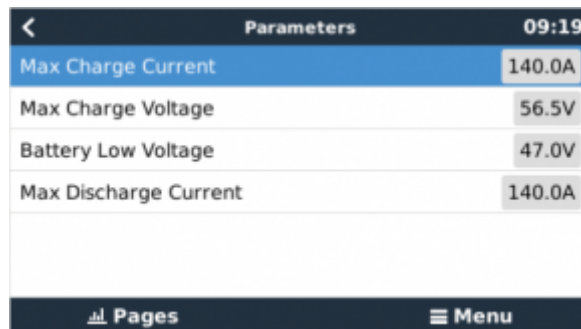 Parameters 09:19
Max Charge Current 140.0A
Max Charge Voltage 56.5V
Battery Low Voltage 47.0V
Max Discharge Current 140.0A
Pages Menu